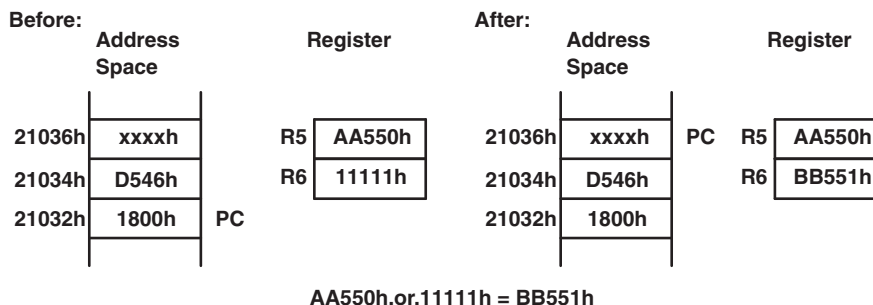 Before:
Address Space
Register
21036h xxxxh
21034h D546h
21032h 1800h PC
R5 AA550h
R6 11111h
After:
Address Space
Register
21036h xxxxh PC
21034h D546h
21032h 1800h
R5 AA550h
R6 BB551h
AA550h.or.11111h = BB551h